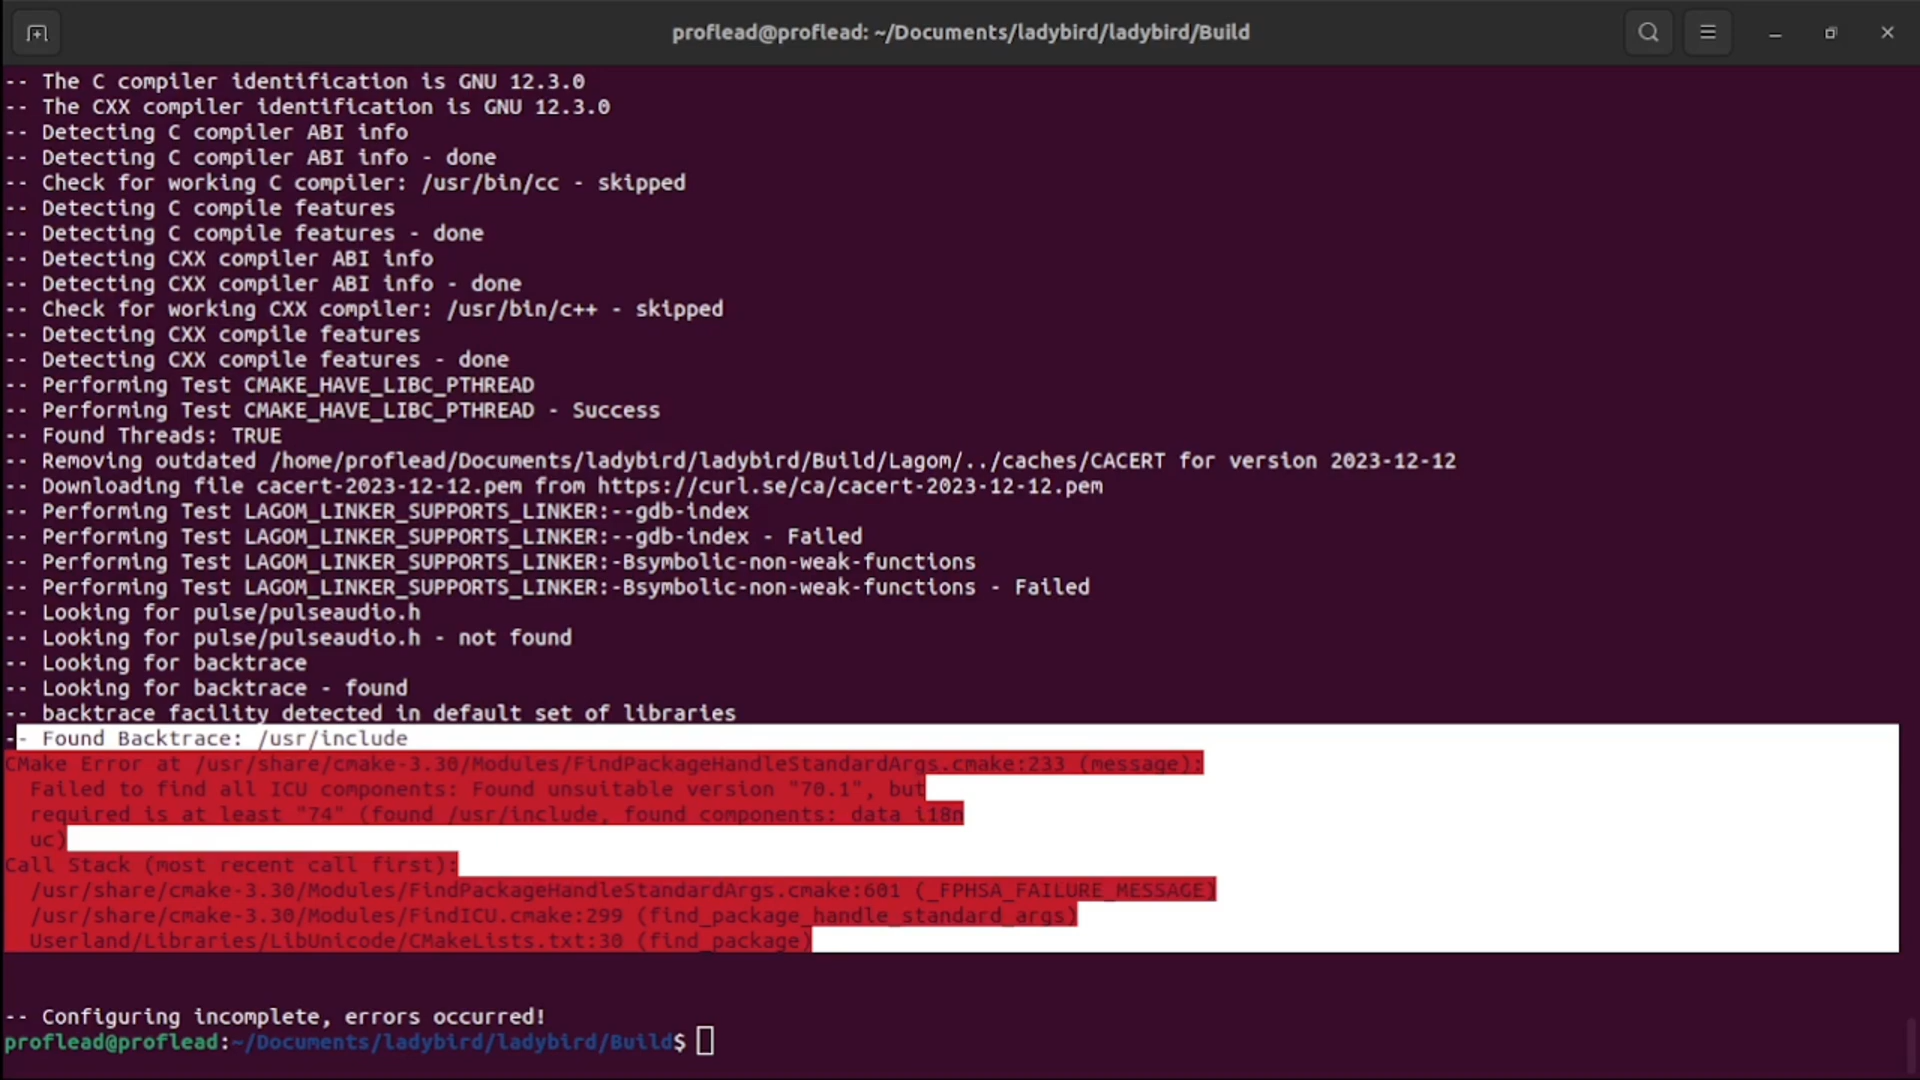 proflead@proflead: ~/Documents/ladybird/ladybird/Build
-- The C compiler identification is GNU 12.3.0
-- The CXX compiler identification is GNU 12.3.0
-- Detecting C compiler ABI info
-- Detecting C compiler ABI info - done
-- Check for working C compiler: /usr/bin/cc - skipped
-- Detecting C compile features
-- Detecting C compile features - done
-- Detecting CXX compiler ABI info
-- Detecting CXX compiler ABI info - done
-- Check for working CXX compiler: /usr/bin/c++ - skipped
-- Detecting CXX compile features
-- Detecting CXX compile features - done
-- Performing Test CMAKE_HAVE_LIBC_PTHREAD
-- Performing Test CMAKE_HAVE_LIBC_PTHREAD - Success
-- Found Threads: TRUE
-- Removing outdated /home/proflead/Documents/ladybird/ladybird/Build/Lagom/../caches/CACERT for version 2023-12-12
-- Downloading file cacert-2023-12-12.pem from https://curl.se/ca/cacert-2023-12-12.pem
-- Performing Test LAGOM_LINKER_SUPPORTS_LINKER:--gdb-index
-- Performing Test LAGOM_LINKER_SUPPORTS_LINKER:--gdb-index - Failed
-- Performing Test LAGOM_LINKER_SUPPORTS_LINKER:-Bsymbolic-non-weak-functions
-- Performing Test LAGOM_LINKER_SUPPORTS_LINKER:-Bsymbolic-non-weak-functions - Failed
-- Looking for pulse/pulseaudio.h
-- Looking for pulse/pulseaudio.h - not found
-- Looking for backtrace
-- Looking for backtrace - found
-- backtrace facility detected in default set of libraries
-- Found Backtrace: /usr/include
CMake Error at /usr/share/cmake-3.30/Modules/FindPackageHandleStandardArgs.cmake:233 (message):
  Failed to find all ICU components: Found unsuitable version "70.1", but
  required is at least "74" (found /usr/include, found components: data i18n
  uc)
Call Stack (most recent call first):
  /usr/share/cmake-3.30/Modules/FindPackageHandleStandardArgs.cmake:601 (_FPHSA_FAILURE_MESSAGE)
  /usr/share/cmake-3.30/Modules/FindICU.cmake:299 (find_package_handle_standard_args)
  Userland/Libraries/LibUnicode/CMakeLists.txt:30 (find_package)
-- Configuring incomplete, errors occurred!
proflead@proflead:~/Documents/ladybird/ladybird/Build$